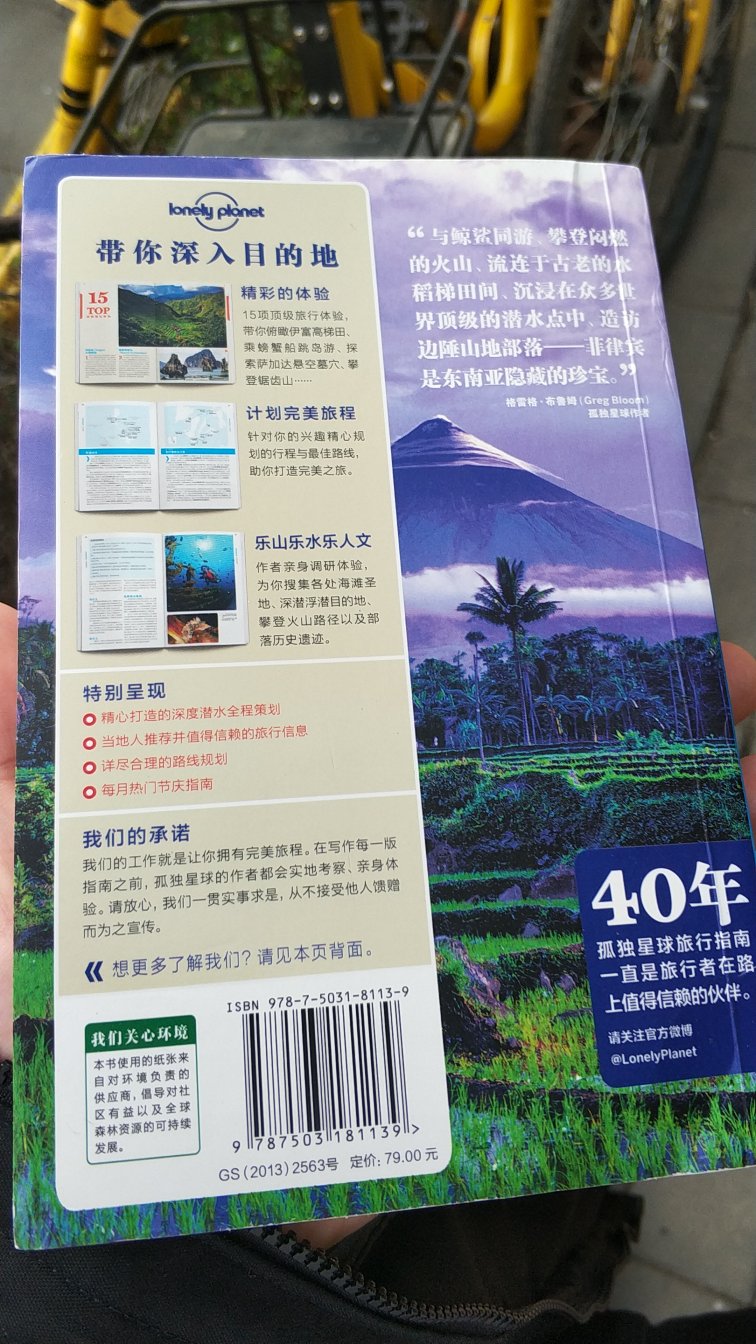 lonely planet
带你深入目的地
15
TOP
精彩的体验
15项顶级旅行体验,
带你俯瞰伊富高梯田、
乘螃蟹船跳岛游、探
索萨加达悬空墓穴、攀
登锯齿山……
计划完美旅程
针对你的兴趣精心规
划的行程与最佳路线,
助你打造完美之旅。
乐山乐水乐人文
作者亲身调研体验,
为你搜集各处海滩圣
地、深潜浮潜目的地、
攀登火山路径以及部
落历史遗迹。
特别呈现
精心打造的深度潜水全程策划
当地人推荐并值得信赖的旅行信息
详尽合理的路线规划
每月热门节庆指南
我们的承诺
我们的工作就是让你拥有完美旅程。在写作每一版
指南之前,孤独星球的作者都会实地考察、亲身体
验。请放心,我们一贯实事求是,从不接受他人馈赠
而为之宣传。
《 想更多了解我们?请见本页背面。
我们关心环境
本书使用的纸张来
自对环境负责的
供应商,倡导对社
区有益以及全球
森林资源的可持续
发展。
ISBN 978-7-5031-8113-9
9 787503 181139 >
GS(2013)2563号 定价: 79.00 元
“与鲸鲨同游、攀登闷燃
的火山、流连于古老的水
稻梯田间、沉浸在众多世
界顶级的潜水点中、造访
边陲山地部落——菲律宾
是东南亚隐藏的珍宝。”
格雷格·布鲁姆(Greg Bloom)
孤独星球作者
40年
孤独星球旅行指南
一直是旅行者在路
上值得信赖的伙伴。
请关注官方微博
@LonelyPlanet